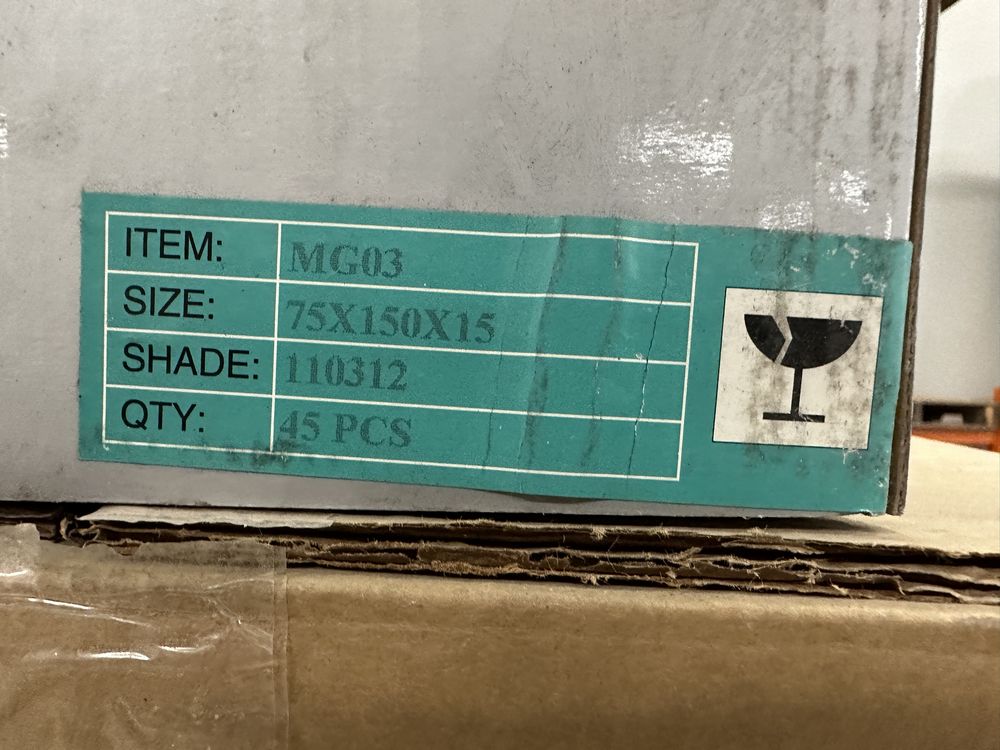 ITEM: MG03
SIZE: 75X150X15
SHADE: 110312
QTY: 45 PCS